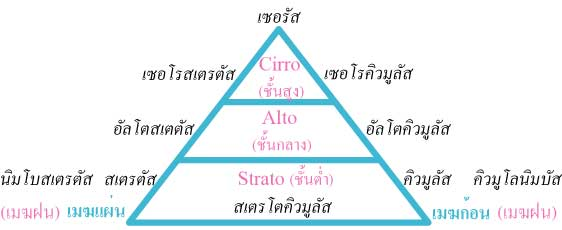 เซอรัส
เซอโรสเตรตัส Cirro เซอโรคิวมูลัส
(ชั้นสูง)
Alto
อัลโตสเตตัส อัลโตคิวมูลัส
(ชั้นกลาง)
นิมโบสเตรตัส สเตรตัส Strato (ชั้นต่ำ) คิวมูลัส คิวมูโลนิมบัส
สเตรโตคิวมูลัส
(เมฆฝน) เมฆแผ่น เมฆก้อน (เมฆฝน)